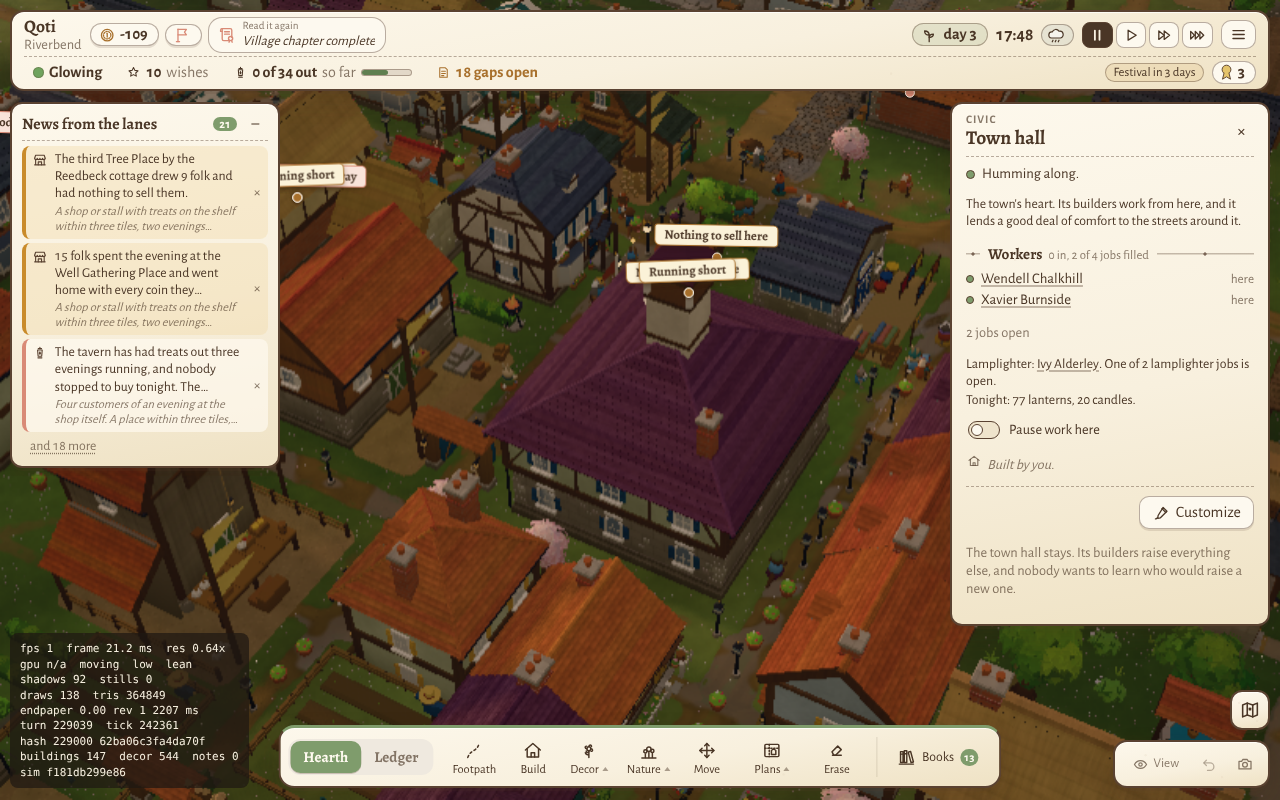 Qoti
Riverbend
-109
Read it again
Village chapter complete
day 3
17:48
Glowing
10 wishes
0 of 34 out so far
18 gaps open
Festival in 3 days
3
News from the lanes
21
The third Tree Place by the
Reedbeck cottage drew 9 folk and
had nothing to sell them.
A shop or stall with treats on the shelf
within three tiles, two evenings…
15 folk spent the evening at the
Well Gathering Place and went
home with every coin they…
A shop or stall with treats on the shelf
within three tiles, two evenings…
The tavern has had treats out three
evenings running, and nobody
stopped to buy tonight. The…
Four customers of an evening at the
shop itself. A place within three tiles,…
and 18 more
ning short
ay
Nothing to sell here
Running short
CIVIC
Town hall
Humming along.
The town's heart. Its builders work from here, and it
lends a good deal of comfort to the streets around it.
Workers 0 in, 2 of 4 jobs filled
Wendell Chalkhill here
Xavier Burnside here
2 jobs open
Lamplighter: Ivy Alderley. One of 2 lamplighter jobs is
open.
Tonight: 77 lanterns, 20 candles.
Pause work here
Built by you.
Customize
The town hall stays. Its builders raise everything
else, and nobody wants to learn who would raise a
new one.
fps 1 frame 21.2 ms res 0.64x
gpu n/a moving low lean
shadows 92 stills 0
draws 138 tris 364849
endpaper 0.00 rev 1 2207 ms
turn 229039 tick 242361
hash 229000 62ba06c3fa4da70f
buildings 147 decor 544 notes 0
sim f181db299e86
Hearth
Ledger
Footpath
Build
Decor
Nature
Move
Plans
Erase
Books 13
View